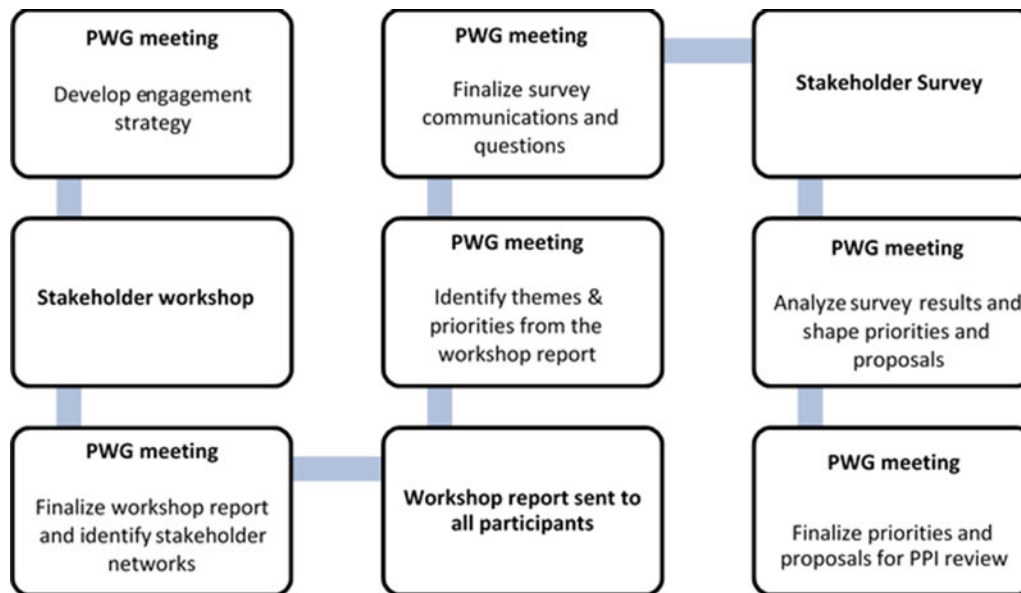 PWG meeting
Develop engagement
strategy
Stakeholder workshop
PWG meeting
Finalize workshop report
and identify stakeholder
networks
Workshop report sent to
all participants
PWG meeting
Identify themes &
priorities from the
workshop report
PWG meeting
Finalize survey
communications and
questions
Stakeholder Survey
PWG meeting
Analyze survey results and
shape priorities and
proposals
PWG meeting
Finalize priorities and
proposals for PPI review